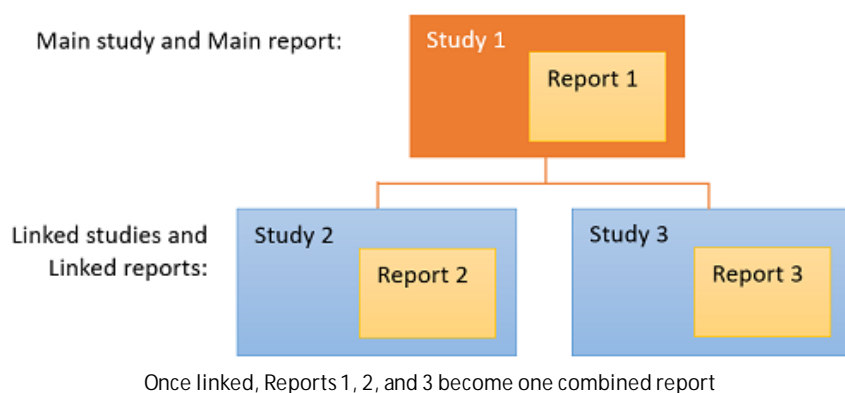 Main study and Main report:
Study 1
Report 1
Linked studies and
Linked reports:
Study 2
Report 2
Study 3
Report 3
Once linked, Reports 1, 2, and 3 become one combined report